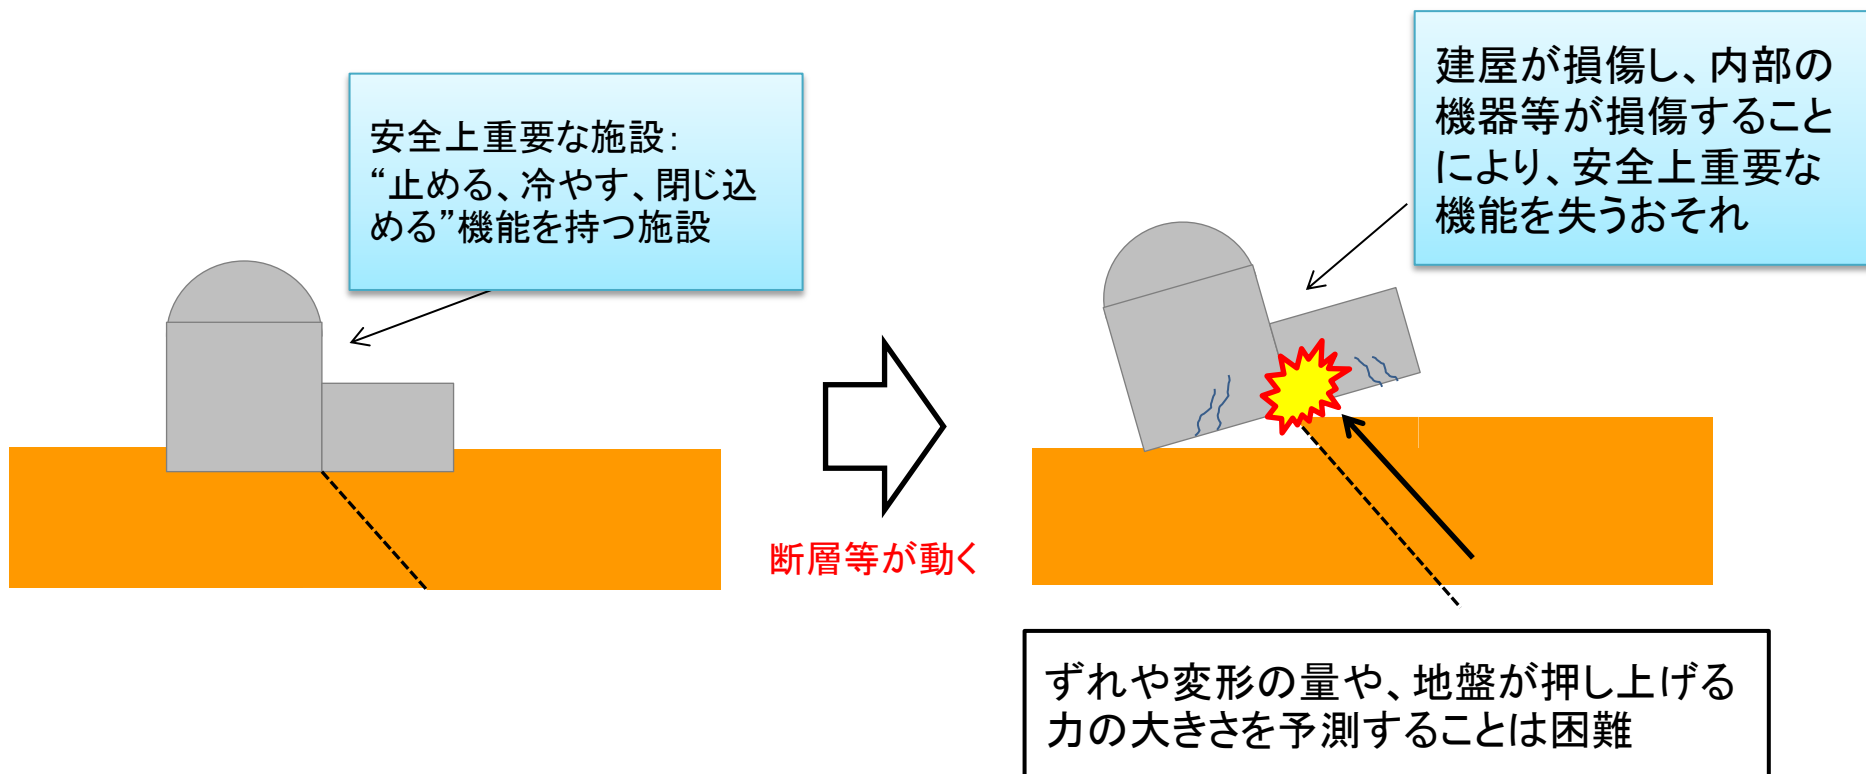 安全上重要な施設：
“止める、冷やす、閉じ込
める”機能を持つ施設
建屋が損傷し、内部の
機器等が損傷すること
により、安全上重要な
機能を失うおそれ
断層等が動く
ずれや変形の量や、地盤が押し上げる
力の大きさを予測することは困難